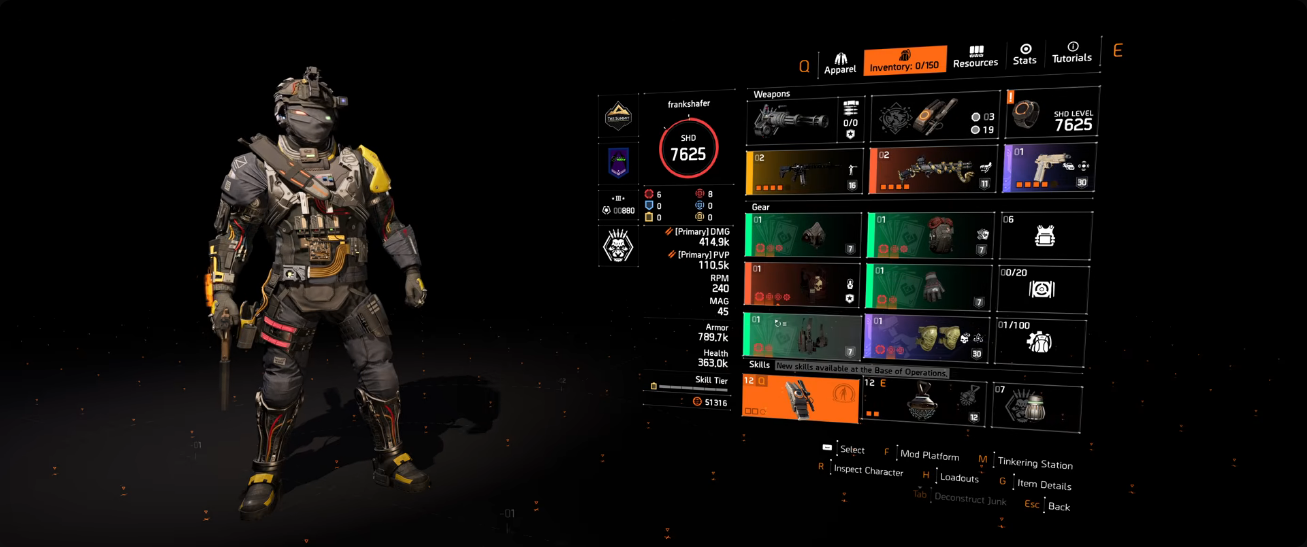 Q
Apparel
Inventory: 0/150
Resources
Stats
Tutorials
E
THE SUMMIT
frankshafer
SHD
7625
III
00880
6 8
0 0
0 0
[Primary] DMG
414,9k
[Primary] PVP
110,5k
RPM
240
MAG
45
Armor
789,7k
Health
363,0k
Skill Tier
51316
Weapons
0/0
03
19
SHD LEVEL
7625
02
16
02
11
01
30
Gear
01
7
01
7
06
01
01
7
00/20
01
7
01
30
01/100
Skills
New skills available at the Base of Operations.
12 Q
12 E
12
07
Select
F Mod Platform
M Tinkering Station
R Inspect Character
H Loadouts
G Item Details
Tab Deconstruct Junk
Esc Back
-01
-01